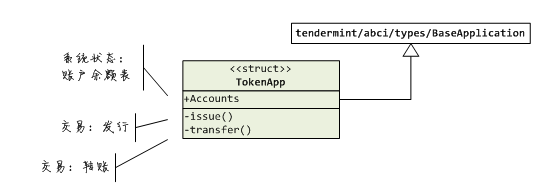 tendermint/abci/types/BaseApplication
系统状态:
账户余额表
<<struct>>
TokenApp
+Accounts
交易: 发行
-issue()
-transfer()
交易: 转账